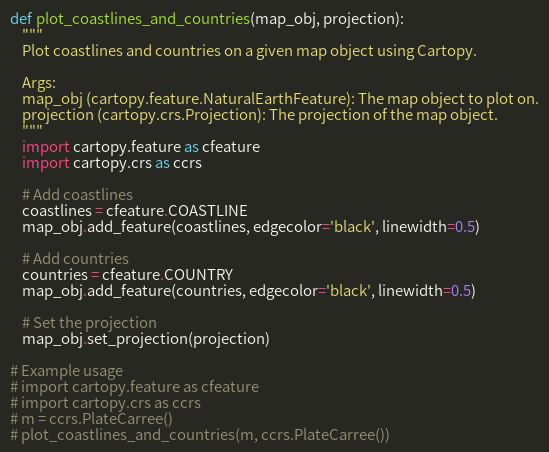 def plot_coastlines_and_countries(map_obj, projection):
    """
    Plot coastlines and countries on a given map object using Cartopy.

    Args:
    map_obj (cartopy.feature.NaturalEarthFeature): The map object to plot on.
    projection (cartopy.crs.Projection): The projection of the map object.
    """
    import cartopy.feature as cfeature
    import cartopy.crs as ccrs

    # Add coastlines
    coastlines = cfeature.COASTLINE
    map_obj.add_feature(coastlines, edgecolor='black', linewidth=0.5)

    # Add countries
    countries = cfeature.COUNTRY
    map_obj.add_feature(countries, edgecolor='black', linewidth=0.5)

    # Set the projection
    map_obj.set_projection(projection)

# Example usage
# import cartopy.feature as cfeature
# import cartopy.crs as ccrs
# m = ccrs.PlateCarree()
# plot_coastlines_and_countries(m, ccrs.PlateCarree())